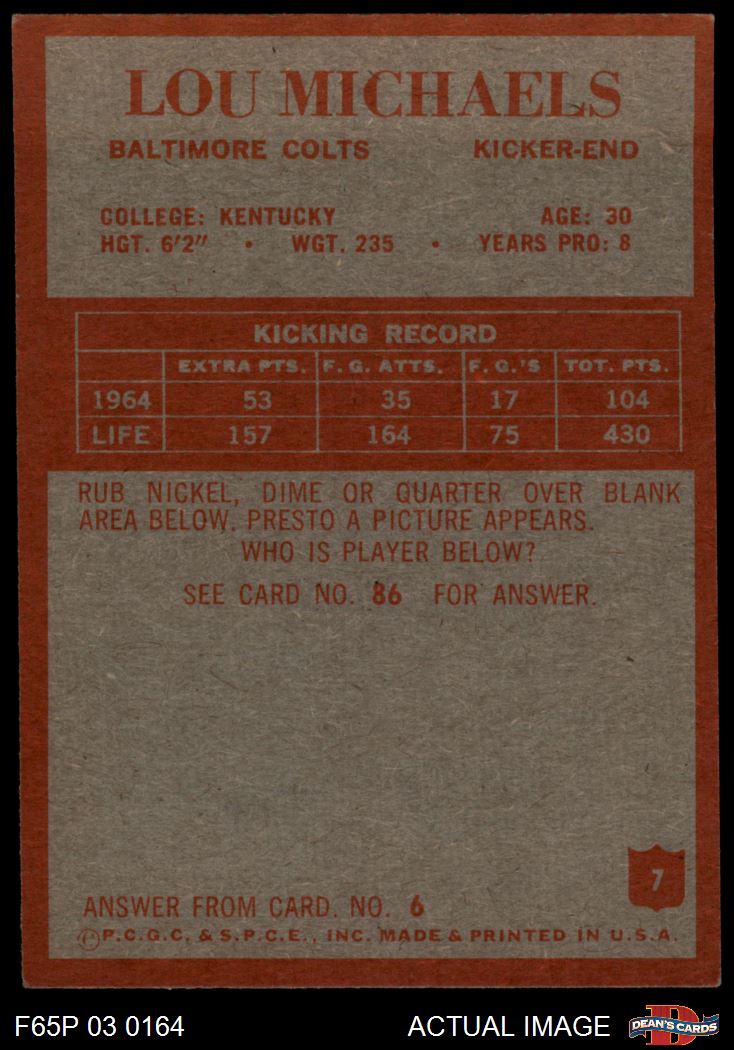 LOU MICHAELS
BALTIMORE COLTS KICKER-END
COLLEGE: KENTUCKY AGE: 30
HGT. 6'2" • WGT. 235 • YEARS PRO: 8
KICKING RECORD
EXTRA PTS. F. G. ATTS. F. G.'S TOT. PTS.
1964 53 35 17 104
LIFE 157 164 75 430
RUB NICKEL, DIME OR QUARTER OVER BLANK
AREA BELOW. PRESTO A PICTURE APPEARS.
WHO IS PLAYER BELOW?
SEE CARD NO. 86 FOR ANSWER.
7
ANSWER FROM CARD. NO. 6
P.C.G.C. & S.P.C.E., INC. MADE & PRINTED IN U.S.A.
F65P 03 0164 ACTUAL IMAGE
D
DEAN'S CARDS